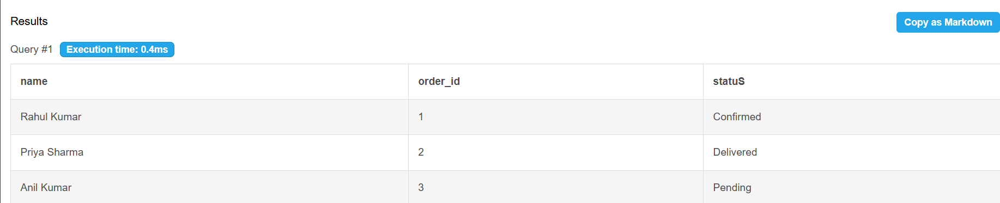 Results
Copy as Markdown
Query #1 Execution time: 0.4ms
name order_id statuS
Rahul Kumar 1 Confirmed
Priya Sharma 2 Delivered
Anil Kumar 3 Pending